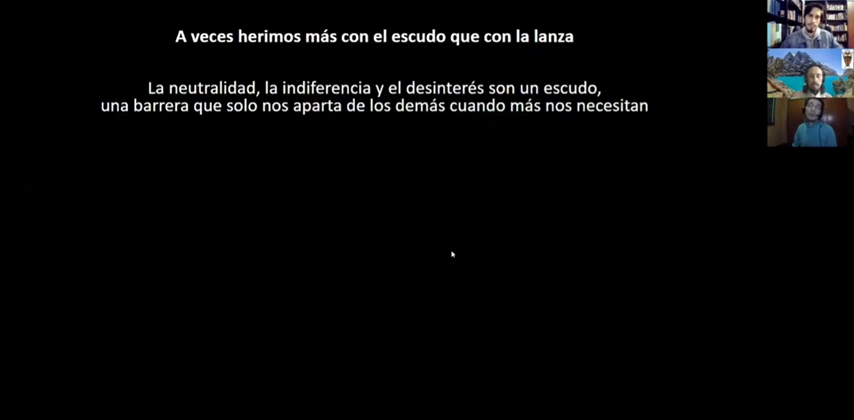 A veces herimos más con el escudo que con la lanza
La neutralidad, la indiferencia y el desinterés son un escudo,
una barrera que solo nos aparta de los demás cuando más nos necesitan